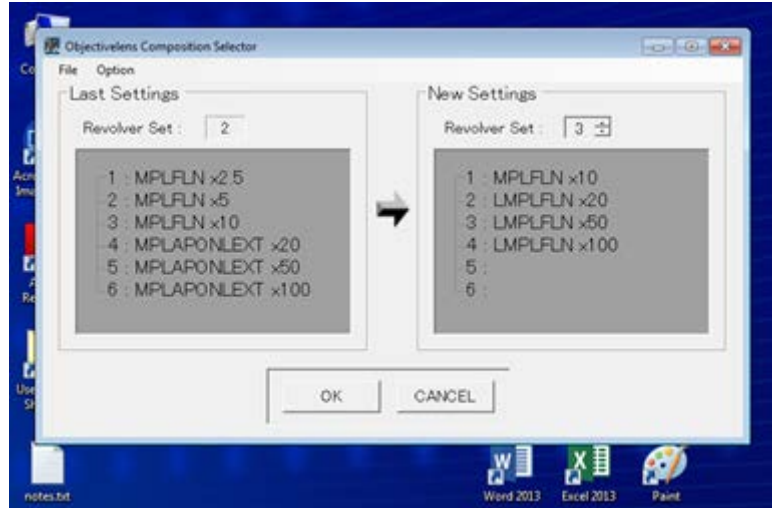 Objectivelens Composition Selector
File Option
Last Settings
Revolver Set : 2
1 : MPLFLN x2.5
2 : MPLFLN x5
3 : MPLFLN x10
4 : MPLAPONLEXT x20
5 : MPLAPONLEXT x50
6 : MPLAPONLEXT x100
New Settings
Revolver Set : 3
1 : MPLFLN x10
2 : LMPLFLN x20
3 : LMPLFLN x50
4 : LMPLFLN x100
5 :
6 :
OK CANCEL
notes.txt
Word 2013 Excel 2013 Paint